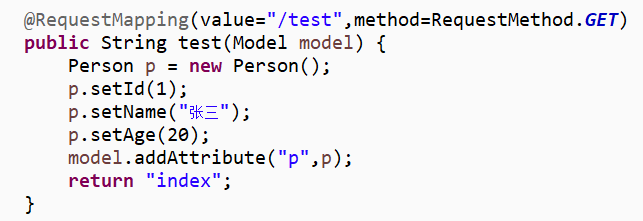 @RequestMapping(value="/test",method=RequestMethod.GET)
public String test(Model model) {
    Person p = new Person();
    p.setId(1);
    p.setName("张三");
    p.setAge(20);
    model.addAttribute("p",p);
    return "index";
}